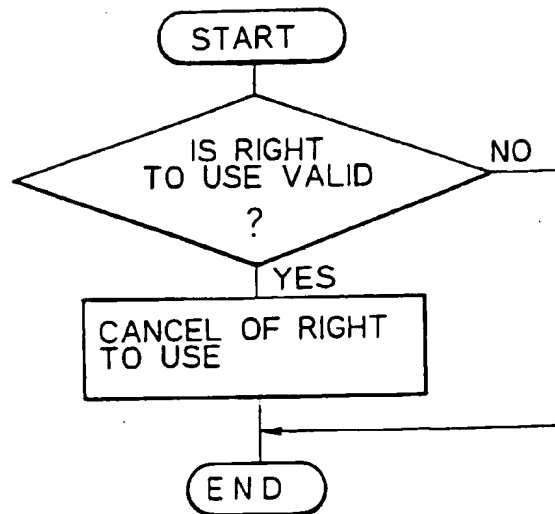 START
IS RIGHT
TO USE VALID
?
NO
YES
CANCEL OF RIGHT
TO USE
END